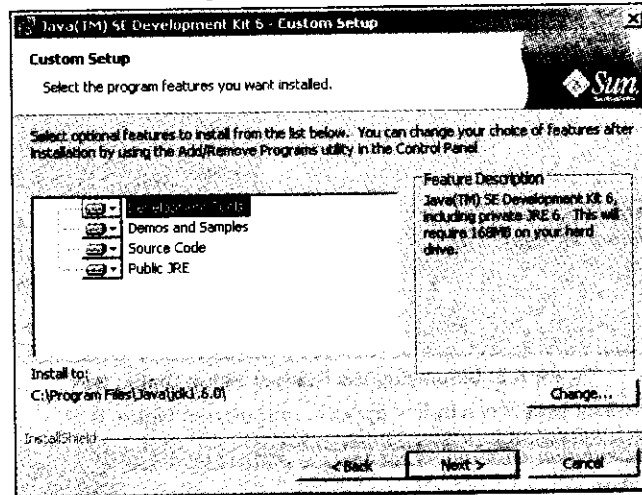 Java(TM) SE Development Kit 6 - Custom Setup
Custom Setup
Select the program features you want installed.
Sun
Select optional features to install from the list below. You can change your choice of features after
installation by using the Add/Remove Programs utility in the Control Panel
Feature Description
Java(TM) SE Development Kit 6,
including private JRE 6. This will
require 168MB on your hard
drive.
Development Tools
Demos and Samples
Source Code
Public JRE
Install to:
C:\Program Files\Java\jdk1.6.0\
Change...
InstallShield
< Back
Next >
Cancel